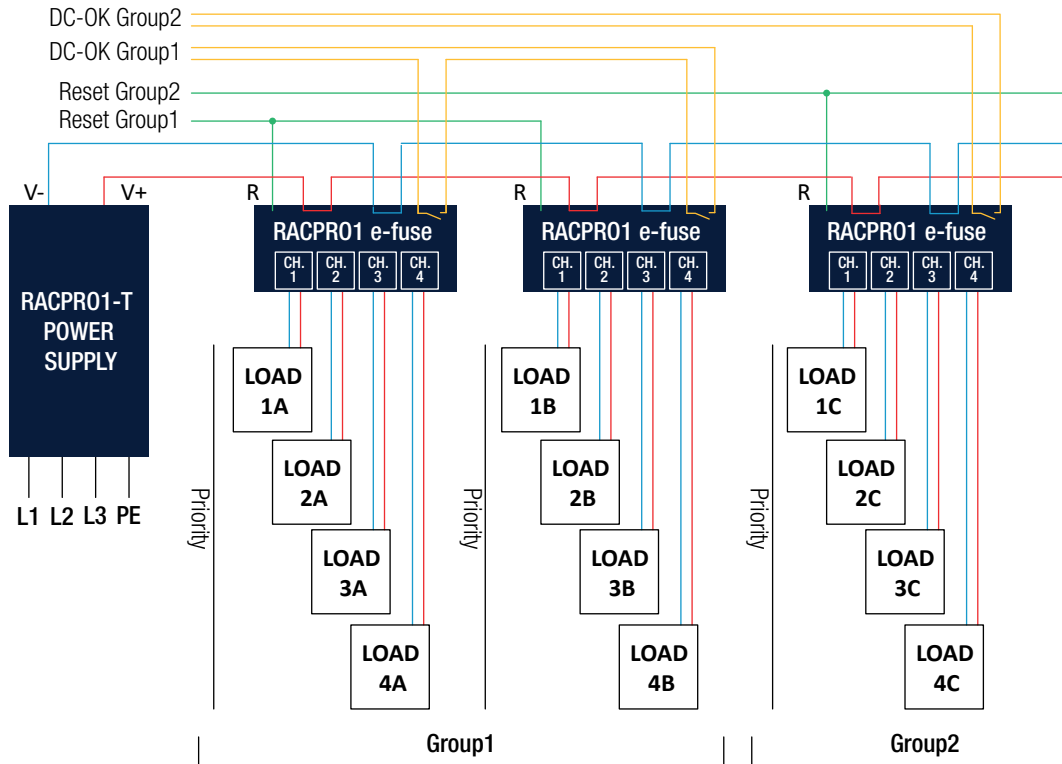 DC-OK Group2
DC-OK Group1
Reset Group2
Reset Group1
V-
V+
R
R
R
RACPRO1-T
POWER
SUPPLY
L1 L2 L3 PE
RACPRO1 e-fuse
CH.
1
CH.
2
CH.
3
CH.
4
RACPRO1 e-fuse
CH.
1
CH.
2
CH.
3
CH.
4
RACPRO1 e-fuse
CH.
1
CH.
2
CH.
3
CH.
4
Priority
LOAD
1A
LOAD
2A
LOAD
3A
LOAD
4A
Priority
LOAD
1B
LOAD
2B
LOAD
3B
LOAD
4B
Priority
LOAD
1C
LOAD
2C
LOAD
3C
LOAD
4C
Group1
Group2